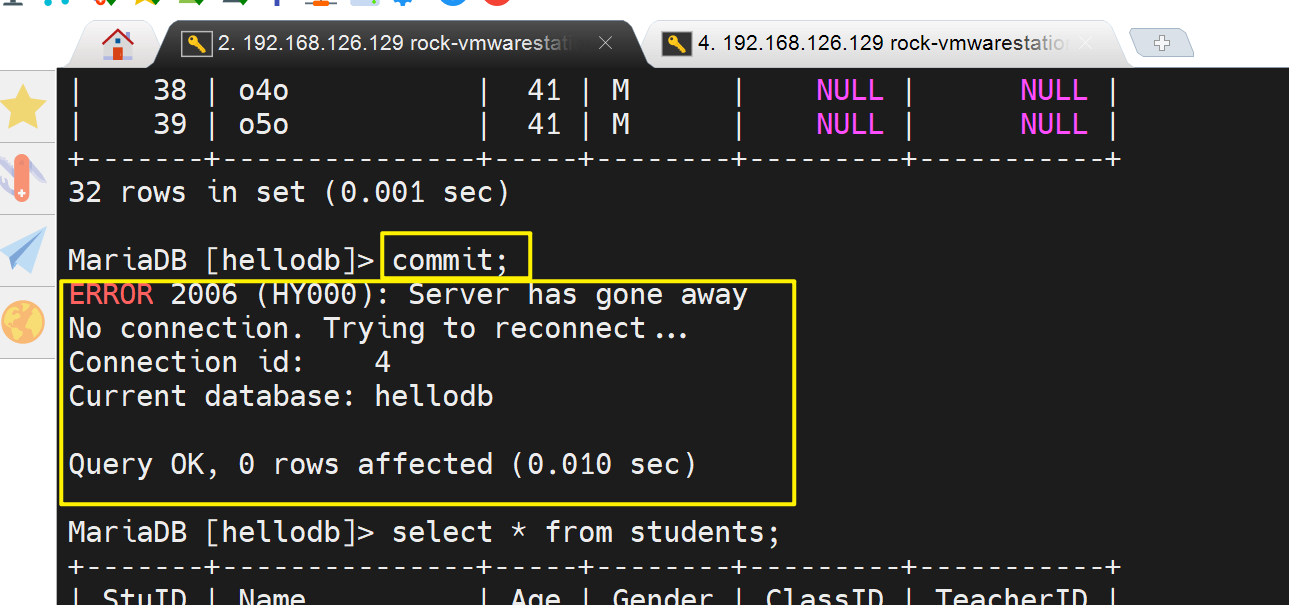 2. 192.168.126.129 rock-vmwarestati
4. 192.168.126.129 rock-vmwarestatio
|    38 | o4o           |  41 | M      |    NULL |      NULL |
|    39 | o5o           |  41 | M      |    NULL |      NULL |
+-------+---------------+-----+--------+---------+-----------+
32 rows in set (0.001 sec)
MariaDB [hellodb]> commit;
ERROR 2006 (HY000): Server has gone away
No connection. Trying to reconnect...
Connection id:    4
Current database: hellodb
Query OK, 0 rows affected (0.010 sec)
MariaDB [hellodb]> select * from students;
+-------+---------------+-----+--------+---------+-----------+
| StuID | Name          | Age | Gender | ClassID | TeacherID |